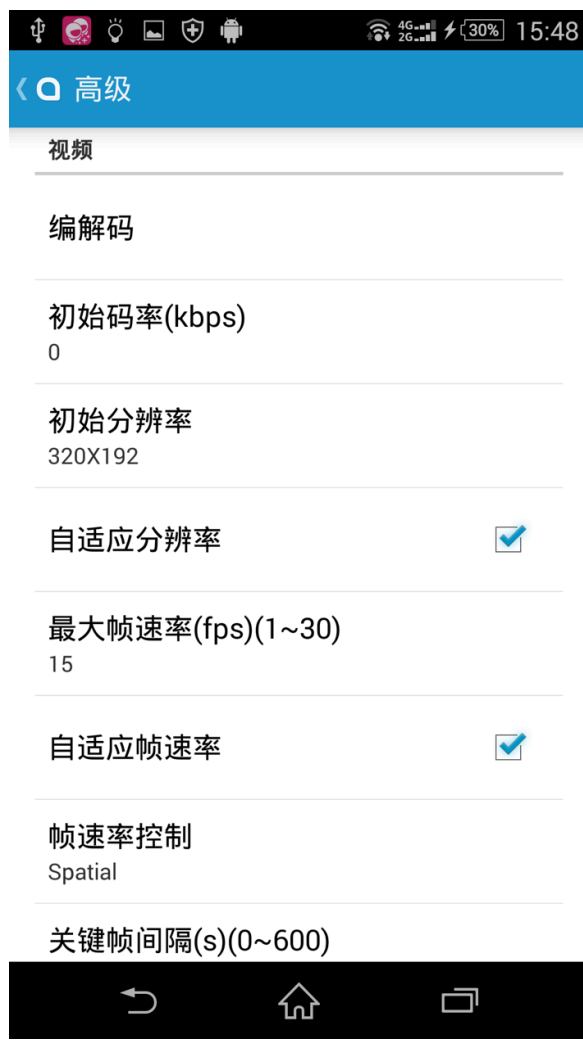 4G
2G
30%
15:48
高级
视频
编解码
初始码率(kbps)
0
初始分辨率
320X192
自适应分辨率
最大帧速率(fps)(1~30)
15
自适应帧速率
帧速率控制
Spatial
关键帧间隔(s)(0~600)